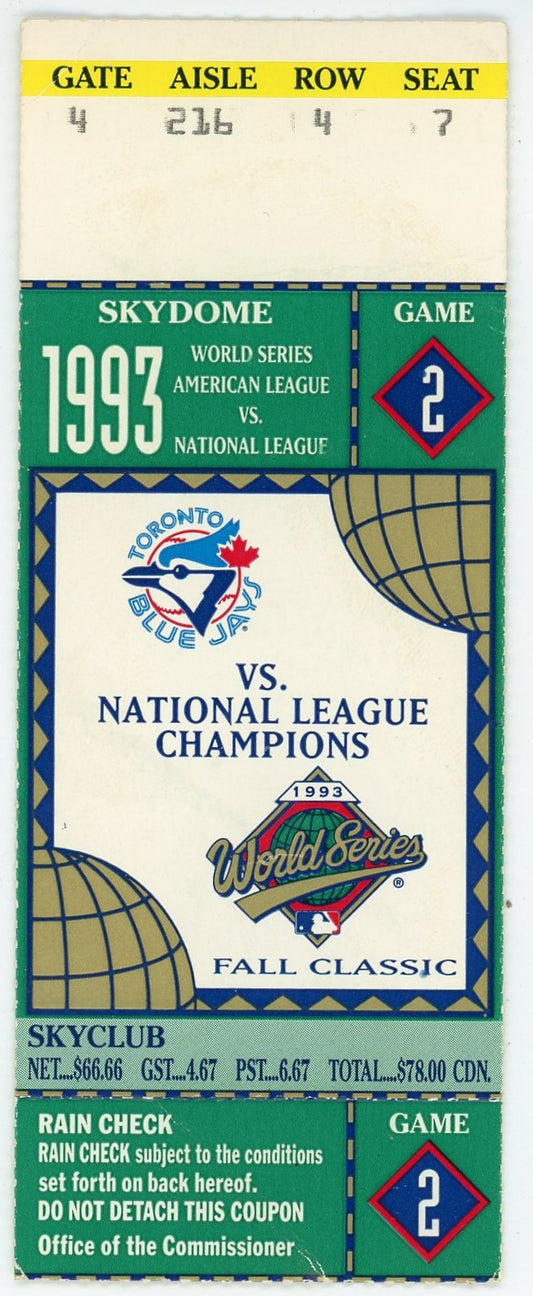 GATE AISLE ROW SEAT
4 216 4 7
SKYDOME
1993
WORLD SERIES
AMERICAN LEAGUE
VS.
NATIONAL LEAGUE
GAME
2
TORONTO
BLUE JAYS
VS.
NATIONAL LEAGUE
CHAMPIONS
1993
World Series
®
FALL CLASSIC
SKYCLUB
NET....$66.66 GST....4.67 PST....6.67 TOTAL....$78.00 CDN.
RAIN CHECK
RAIN CHECK subject to the conditions
set forth on back hereof.
DO NOT DETACH THIS COUPON
Office of the Commissioner
GAME
2